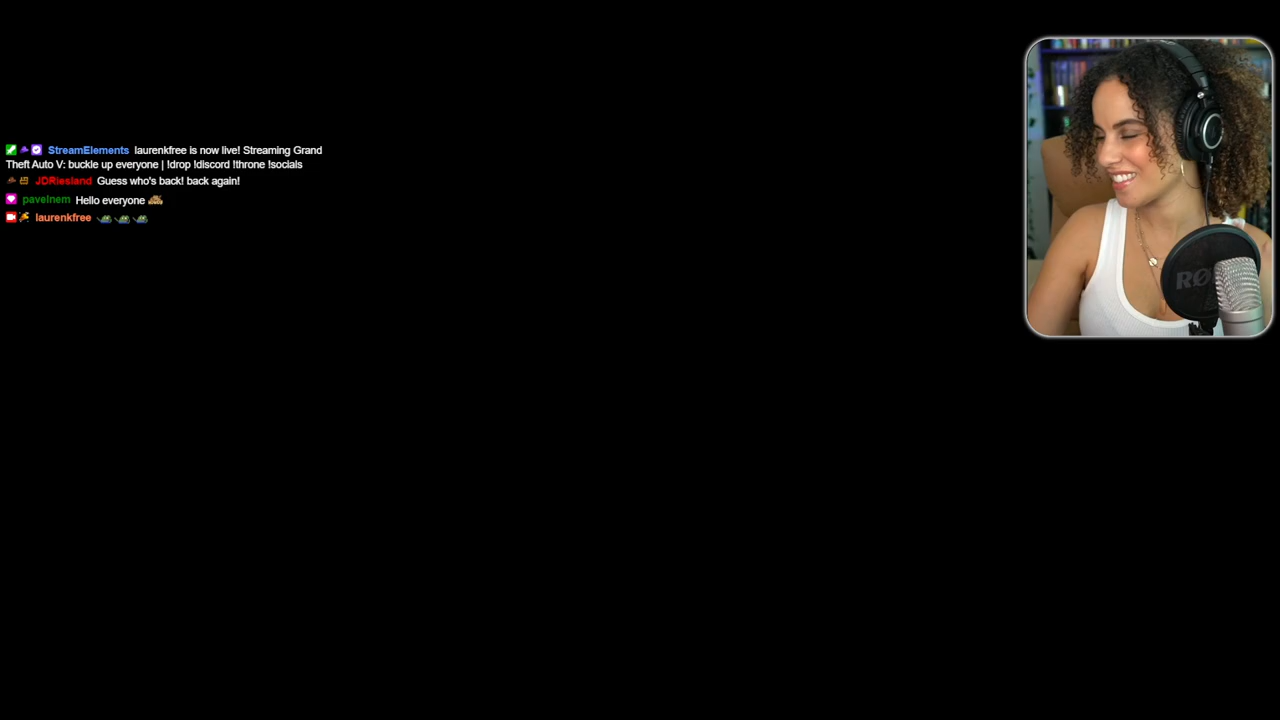 StreamElements laurenkfree is now live! Streaming Grand
Theft Auto V: buckle up everyone | !drop !discord !throne !socials
JDRiesland Guess who's back! back again!
pavelnem Hello everyone
laurenkfree
RØ